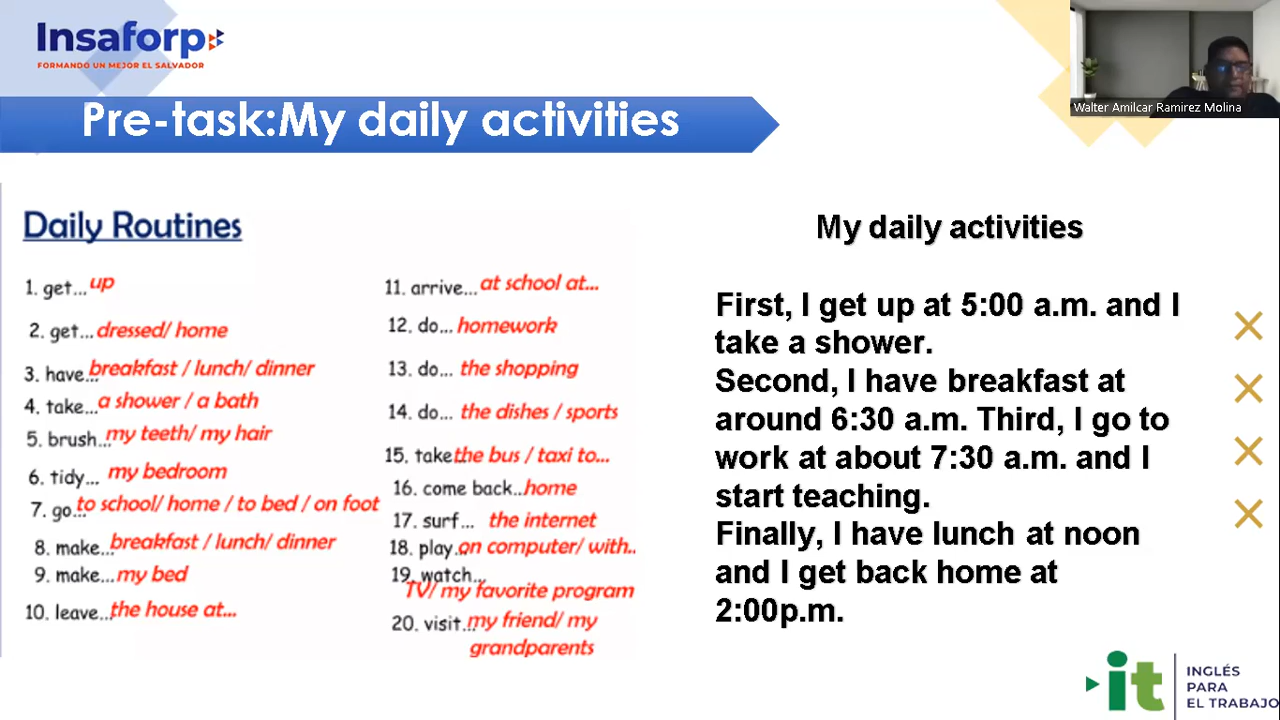 Insaforp
FORMANDO UN MEJOR EL SALVADOR
Walter Amilcar Ramirez Molina
Pre-task:My daily activities
Daily Routines
1. get... up
2. get... dressed/ home
3. have... breakfast / lunch/ dinner
4. take... a shower / a bath
5. brush... my teeth/ my hair
6. tidy... my bedroom
7. go... to school/ home / to bed / on foot
8. make... breakfast / lunch/ dinner
9. make... my bed
10. leave... the house at...
11. arrive... at school at...
12. do... homework
13. do... the shopping
14. do... the dishes / sports
15. take... the bus / taxi to...
16. come back... home
17. surf... the internet
18. play... on computer/ with..
19. watch...
TV/ my favorite program
20. visit... my friend/ my
grandparents
My daily activities
First, I get up at 5:00 a.m. and I
take a shower.
Second, I have breakfast at
around 6:30 a.m. Third, I go to
work at about 7:30 a.m. and I
start teaching.
Finally, I have lunch at noon
and I get back home at
2:00p.m.
it
INGLÉS
PARA
EL TRABAJO